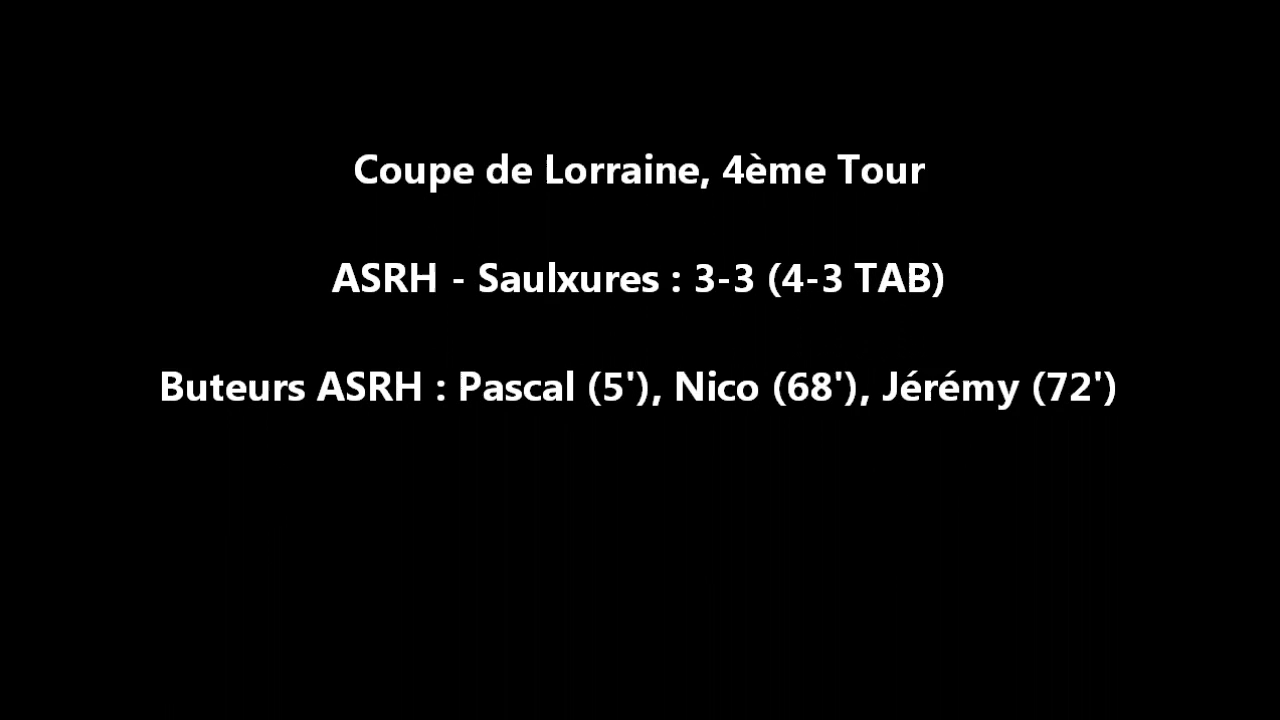 Coupe de Lorraine, 4ème Tour
ASRH - Saulxures : 3-3 (4-3 TAB)
Buteurs ASRH : Pascal (5'), Nico (68'), Jérémy (72')